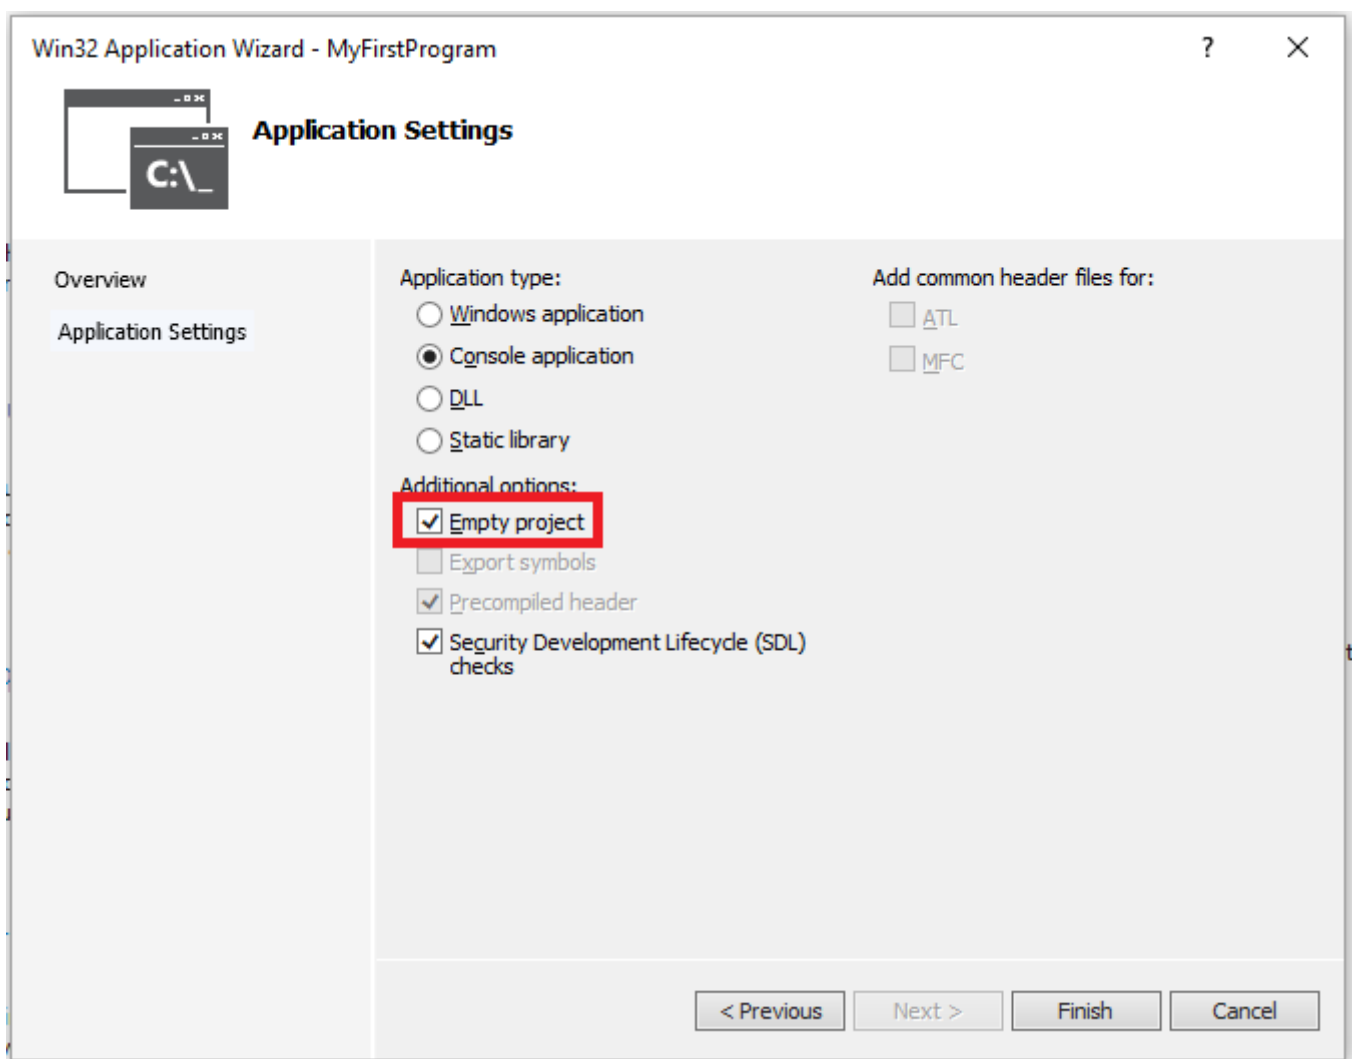 Win32 Application Wizard - MyFirstProgram
?
C:\_
Application Settings
Overview
Application Settings
Application type:
Windows application
Console application
DLL
Static library
Additional options:
Empty project
Export symbols
Precompiled header
Security Development Lifecycle (SDL)
checks
Add common header files for:
ATL
MFC
< Previous
Next >
Finish
Cancel